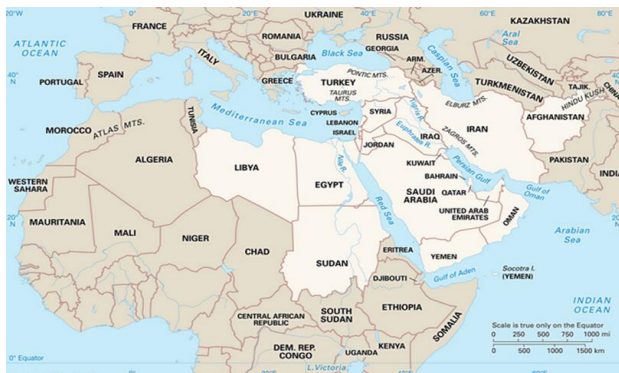 UKRAINE
FRANCE
KAZAKHSTAN
ATLANTIC
OCEAN
ITALY
ROMANIA
BULGARIA
Black Sea
RUSSIA
GEORGIA
Caspian
Sea
Aral
Sea
UZBEKISTAN
40°
PORTUGAL
SPAIN
GREECE
TURKEY
PONTIC MTS.
TAURUS
MTS.
ARM.
AZER.
TURKMENISTAN
TAJIK.
CHINA
HINDU KUSH
ELBURZ MTS.
MOROCCO
ATLAS MTS.
TUNISIA
Mediterranean Sea
CYPRUS
LEBANON
ISRAEL
SYRIA
Tigris R.
Euphrates R.
IRAQ
ZAGROS MTS.
IRAN
AFGHANISTAN
JORDAN
KUWAIT
Persian Gulf
PAKISTAN
WESTERN
SAHARA
ALGERIA
LIBYA
EGYPT
Nile R.
Red Sea
SAUDI
ARABIA
BAHRAIN
QATAR
UNITED ARAB
EMIRATES
Gulf of
Oman
OMAN
INDIA
20°
MAURITANIA
MALI
NIGER
CHAD
SUDAN
ERITREA
YEMEN
Arabian
Sea
Gulf of Aden
Socotra I.
(YEMEN)
DJIBOUTI
ETHIOPIA
SOMALIA
INDIAN
OCEAN
CENTRAL AFRICAN
REPUBLIC
SOUTH
SUDAN
Scale is true only on the Equator
0 250 500 750 1000 mi
0 500 1000 1500 km
0° Equator
DEM. REP.
CONGO
UGANDA
KENYA
L.Victoria